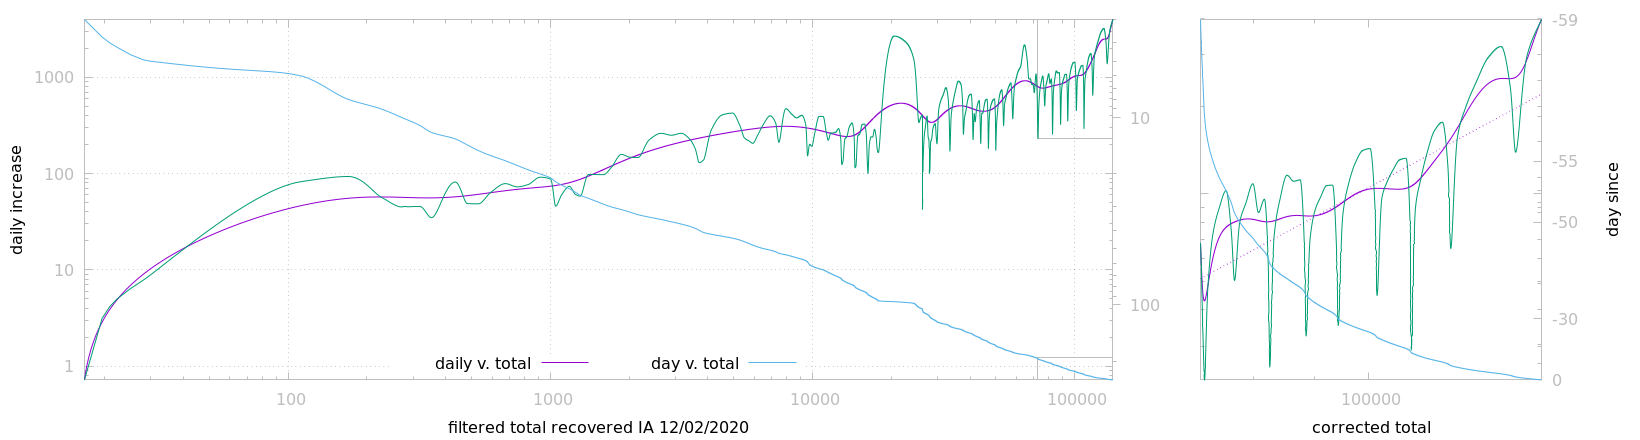 1000
100
10
1
daily increase
daily v. total
day v. total
100
1000
10000
100000
filtered total recovered IA 12/02/2020
10
100
-59
-55
-50
-30
0
day since
100000
corrected total